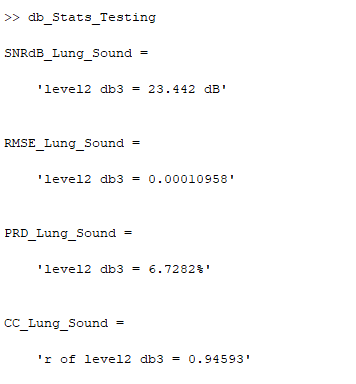 >> db_Stats_Testing
SNRdB_Lung_Sound =
'level2 db3 = 23.442 dB'
RMSE_Lung_Sound =
'level2 db3 = 0.00010958'
PRD_Lung_Sound =
'level2 db3 = 6.7282%'
CC_Lung_Sound =
'r of level2 db3 = 0.94593'